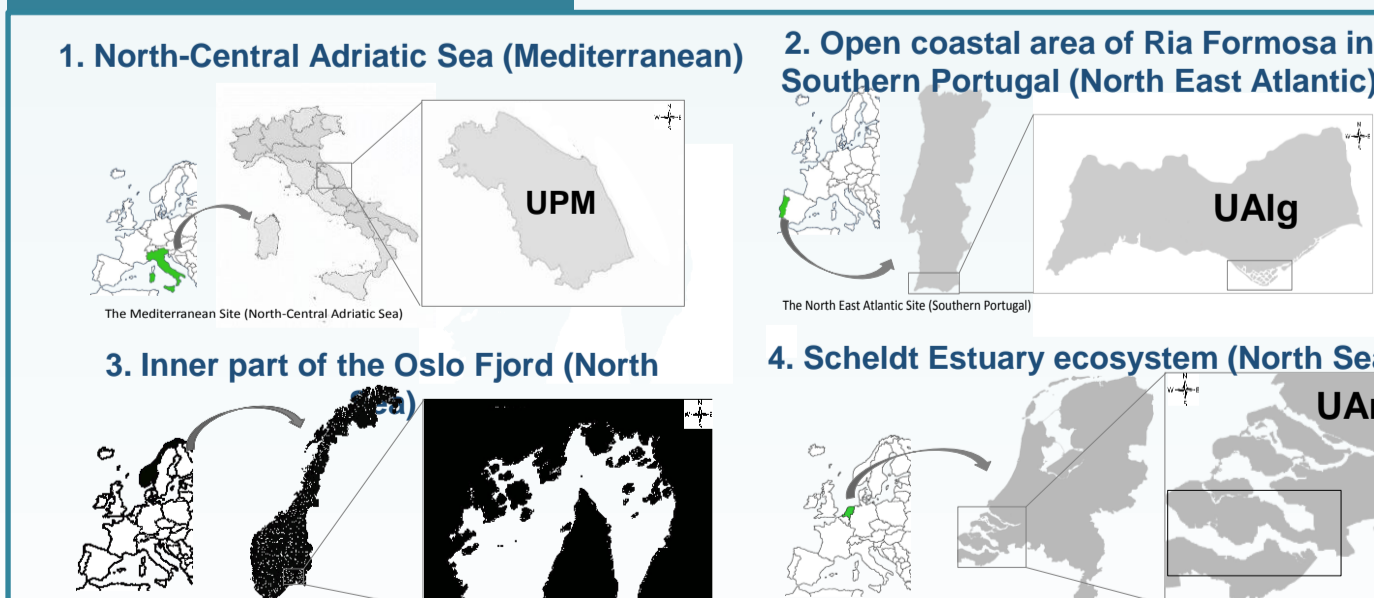 1. North-Central Adriatic Sea (Mediterranean)
UPM
The Mediterranean Site (North-Central Adriatic Sea)
2. Open coastal area of Ria Formosa in
Southern Portugal (North East Atlantic)
UAlg
The North East Atlantic Site (Southern Portugal)
3. Inner part of the Oslo Fjord (North
Sea)
4. Scheldt Estuary ecosystem (North Sea